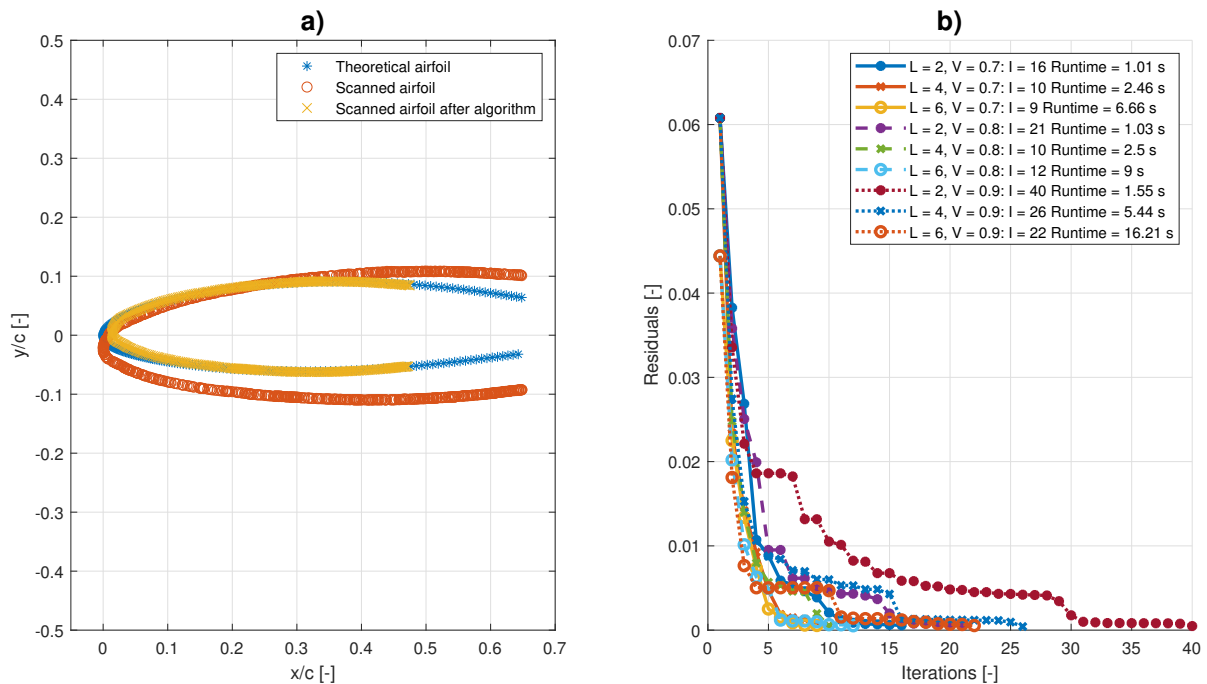 a)
0.5
0.4
0.3
0.2
0.1
0
-0.1
-0.2
-0.3
-0.4
-0.5
y/c [-]
0
0.1
0.2
0.3
0.4
0.5
0.6
0.7
x/c [-]
Theoretical airfoil
Scanned airfoil
Scanned airfoil after algorithm
b)
0.07
0.06
0.05
0.04
0.03
0.02
0.01
0
Residuals [-]
0
5
10
15
20
25
30
35
40
Iterations [-]
L = 2, V = 0.7: I = 16 Runtime = 1.01 s
L = 4, V = 0.7: I = 10 Runtime = 2.46 s
L = 6, V = 0.7: I = 9 Runtime = 6.66 s
L = 2, V = 0.8: I = 21 Runtime = 1.03 s
L = 4, V = 0.8: I = 10 Runtime = 2.5 s
L = 6, V = 0.8: I = 12 Runtime = 9 s
L = 2, V = 0.9: I = 40 Runtime = 1.55 s
L = 4, V = 0.9: I = 26 Runtime = 5.44 s
L = 6, V = 0.9: I = 22 Runtime = 16.21 s